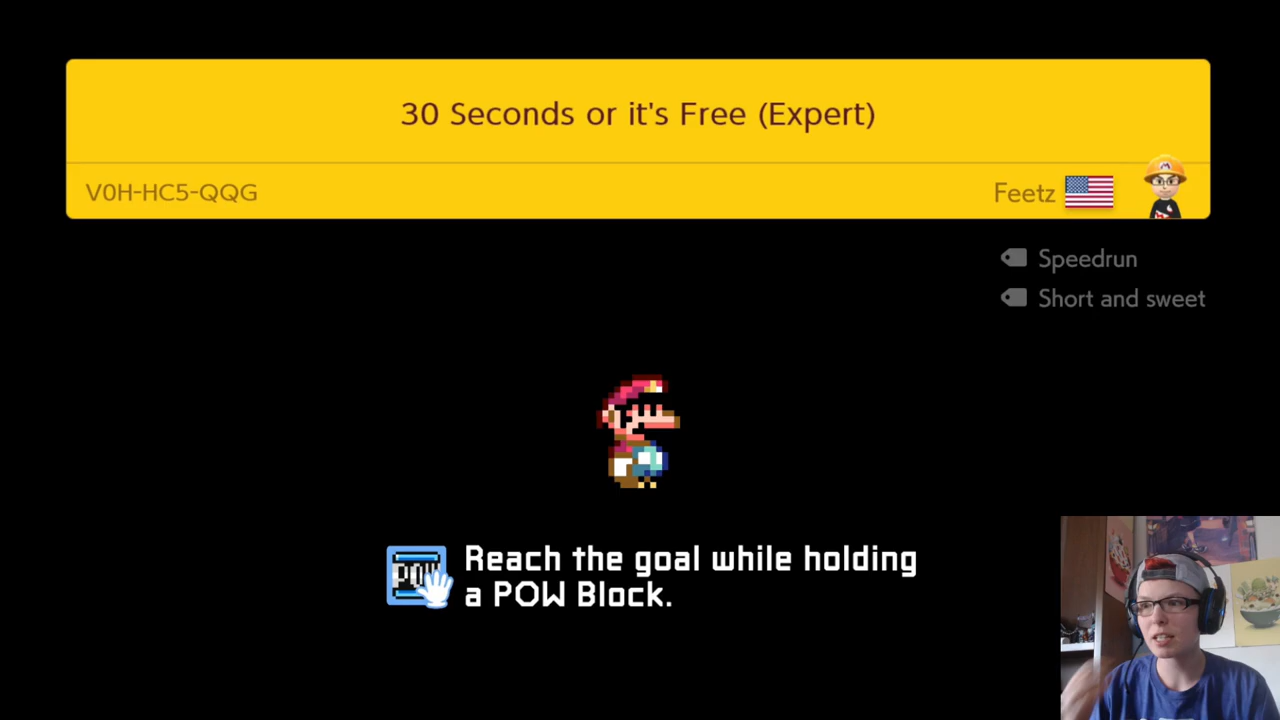 30 Seconds or it's Free (Expert)
V0H-HC5-QQG
Feetz
Speedrun
Short and sweet
POW
Reach the goal while holding
a POW Block.